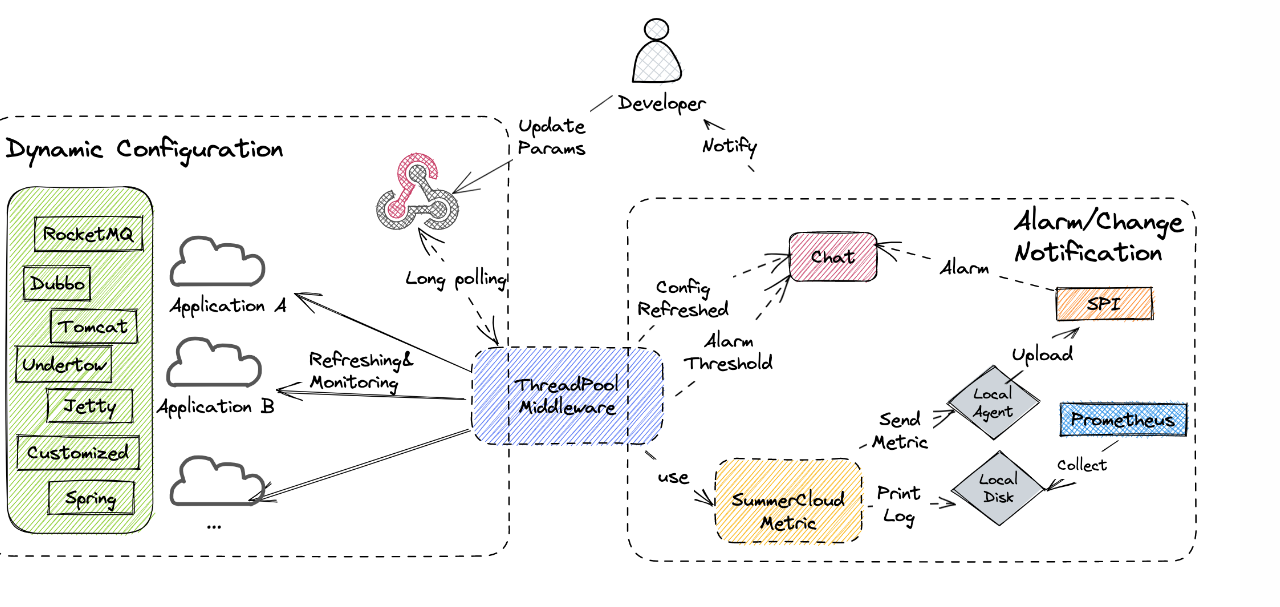 Developer
Update
Params
Notify
Dynamic Configuration
RocketMQ
Dubbo
Tomcat
Undertow
Jetty
Customized
Spring
Application A
Application B
...
Long polling
Refreshing&
Monitoring
ThreadPool
Middleware
Alarm/Change
Notification
Chat
Config
Refreshed
Alarm
Threshold
Alarm
SPI
Upload
Local
Agent
Prometheus
Send
Metric
Collect
use
SummerCloud
Metric
Print
Log
Local
Disk